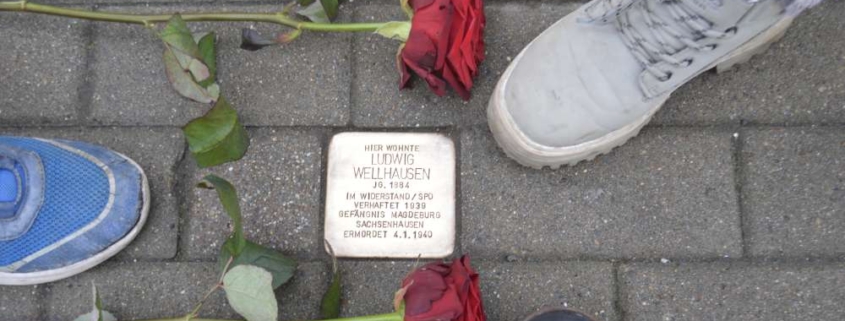 HIER WOHNTE
LUDWIG
WELLHAUSEN
JG. 1884
IM WIDERSTAND/SPD
VERHAFTET 1939
GEFÄNGNIS MAGDEBURG
SACHSENHAUSEN
ERMORDET 4.1.1940